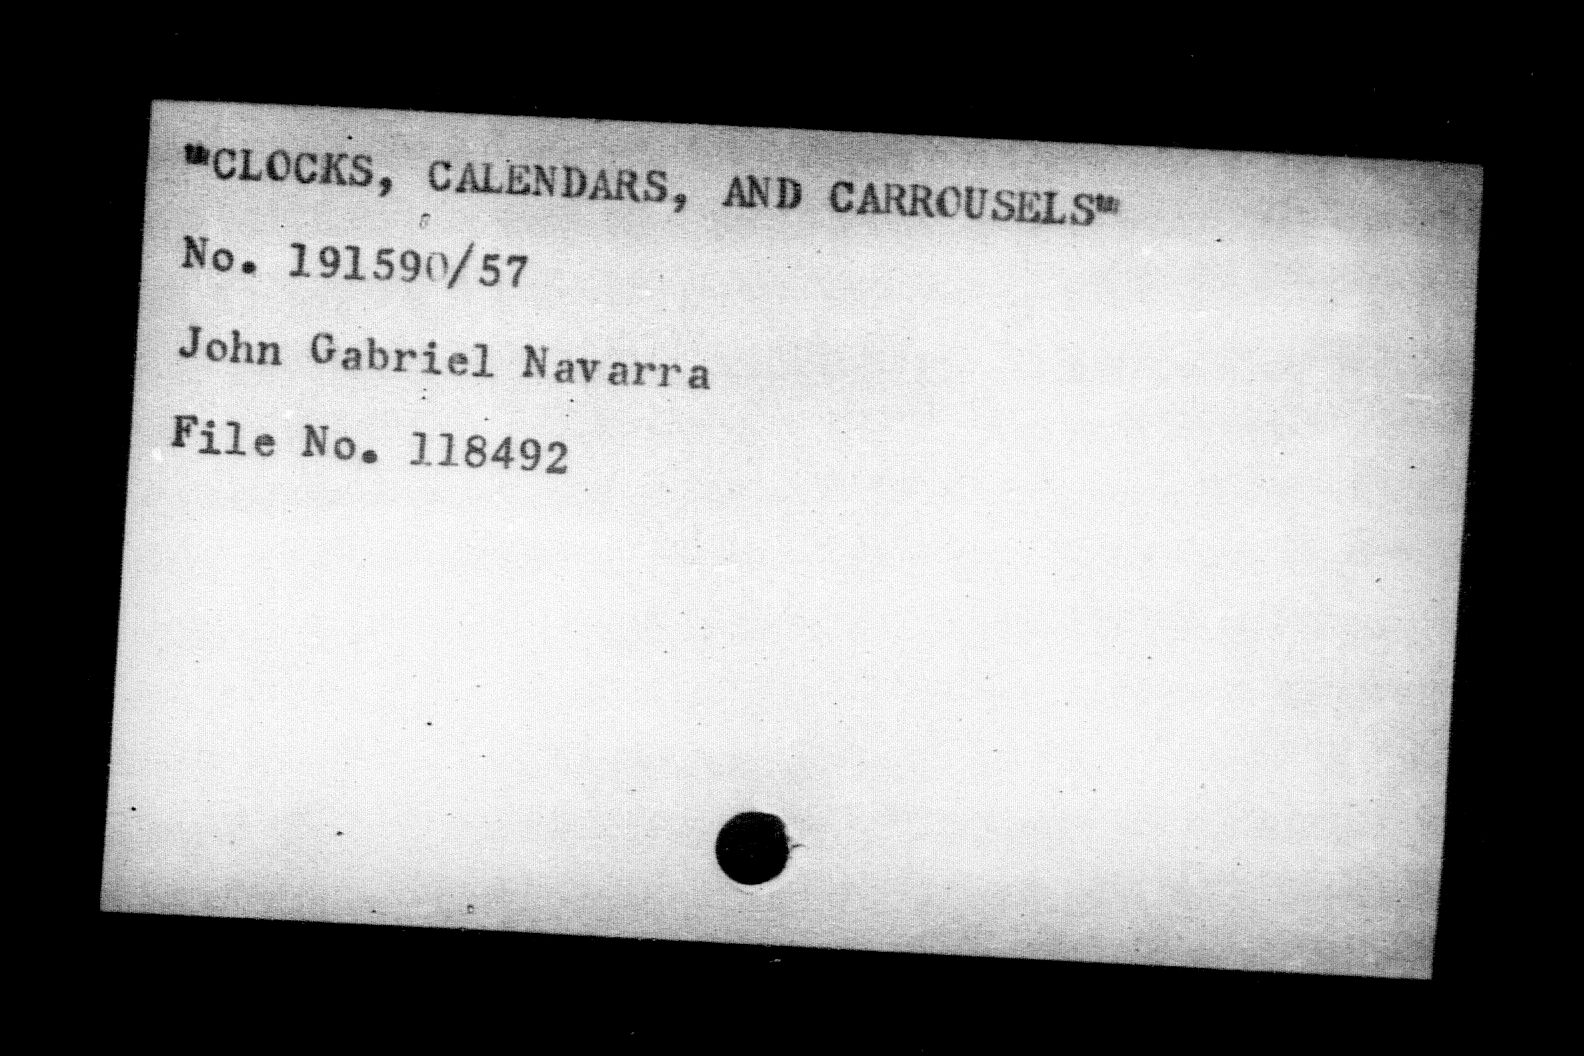 "CLOCKS, CALENDARS, AND CARROUSELS"
No. 191590/57
John Gabriel Navarra
File No. 118492